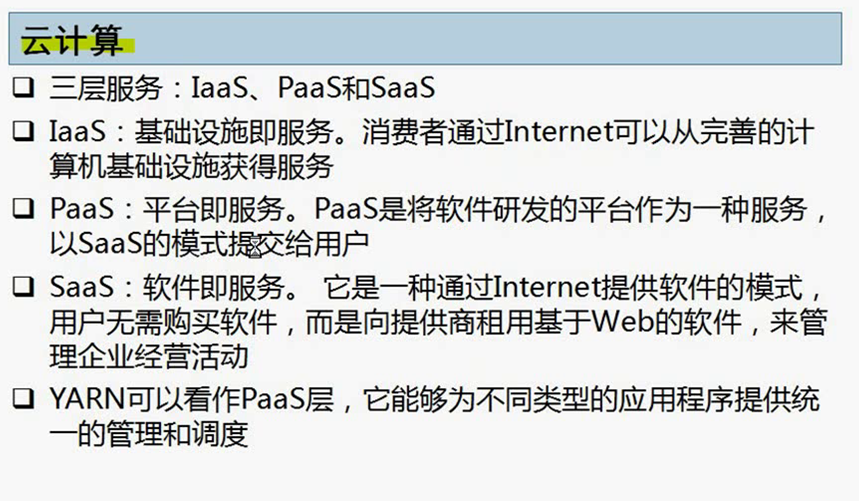 云计算
三层服务：IaaS、PaaS和SaaS
IaaS：基础设施即服务。消费者通过Internet可以从完善的计
算机基础设施获得服务
PaaS：平台即服务。PaaS是将软件研发的平台作为一种服务，
以SaaS的模式提交给用户
SaaS：软件即服务。 它是一种通过Internet提供软件的模式，
用户无需购买软件，而是向提供商租用基于Web的软件，来管
理企业经营活动
YARN可以看作PaaS层，它能够为不同类型的应用程序提供统
一的管理和调度